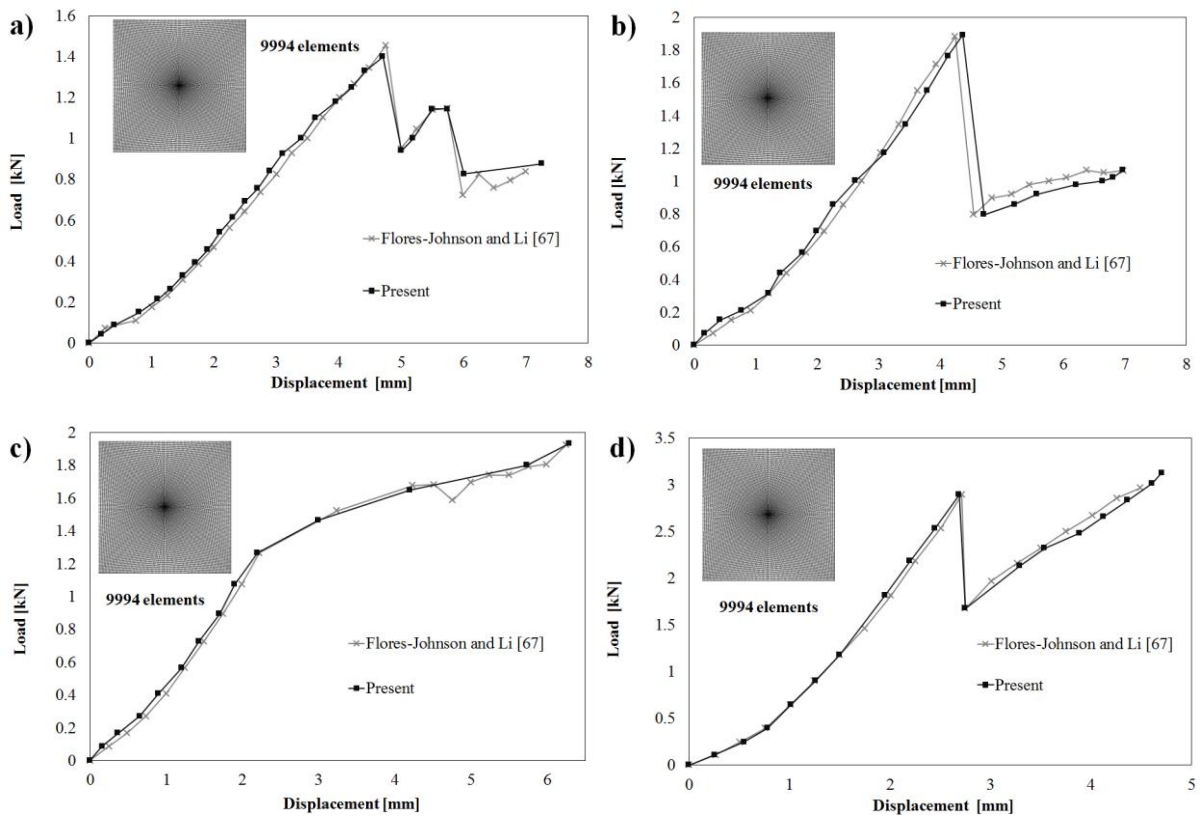 a)
1.6
1.4
1.2
1
0.8
0.6
0.4
0.2
0
Load [kN]
9994 elements
Flores-Johnson and Li [67]
Present
0 1 2 3 4 5 6 7 8
Displacement [mm]
b)
2
1.8
1.6
1.4
1.2
1
0.8
0.6
0.4
0.2
0
Load [kN]
9994 elements
Flores-Johnson and Li [67]
Present
0 1 2 3 4 5 6 7 8
Displacement [mm]
c)
2
1.8
1.6
1.4
1.2
1
0.8
0.6
0.4
0.2
0
Load [kN]
9994 elements
Flores-Johnson and Li [67]
Present
0 1 2 3 4 5 6
Displacement [mm]
d)
3.5
3
2.5
2
1.5
1
0.5
0
Load [kN]
9994 elements
Flores-Johnson and Li [67]
Present
0 1 2 3 4 5
Displacement [mm]